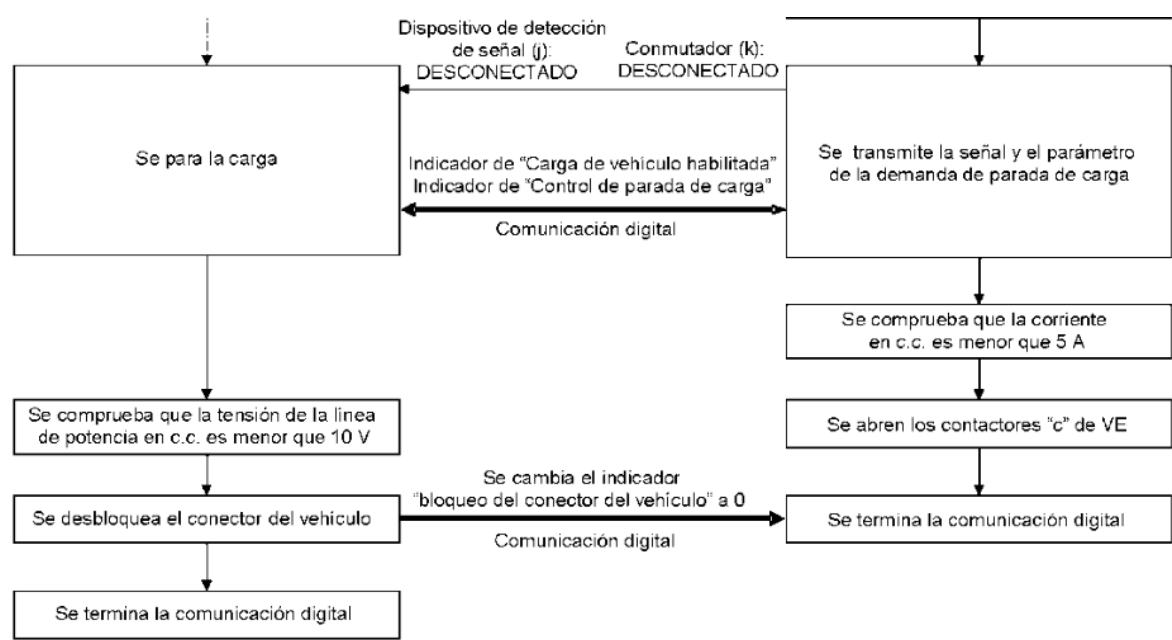 Dispositivo de detección
de señal (j):
DESCONECTADO
Conmutador (k):
DESCONECTADO
Se para la carga
Indicador de “Carga de vehículo habilitada”
Indicador de “Control de parada de carga”
Comunicación digital
Se transmite la señal y el parámetro
de la demanda de parada de carga
Se comprueba que la corriente
en c.c. es menor que 5 A
Se comprueba que la tensión de la línea
de potencia en c.c. es menor que 10 V
Se abren los contactores “c” de VE
Se cambia el indicador
“bloqueo del conector del vehículo” a 0
Comunicación digital
Se desbloquea el conector del vehículo
Se termina la comunicación digital
Se termina la comunicación digital